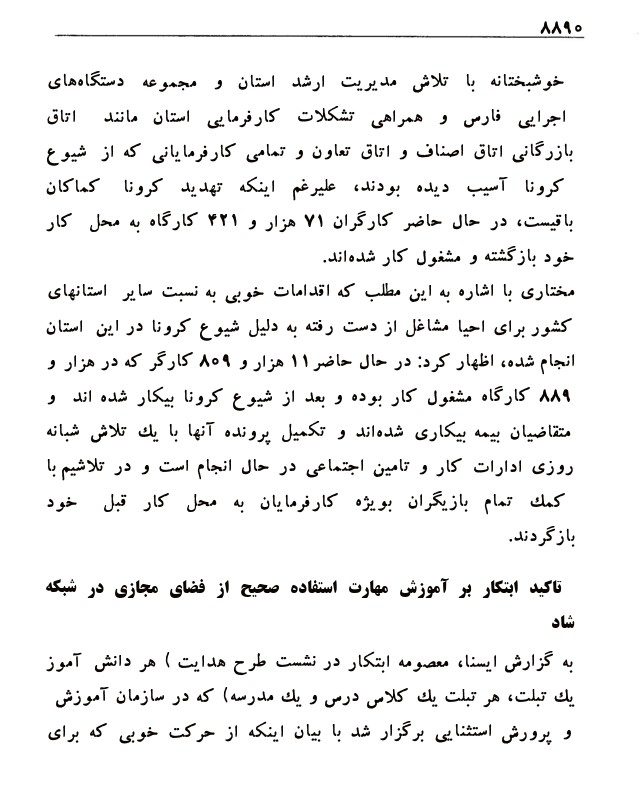 ۸۸۹۰
خوشبختانه با تلاش مدیریت ارشد استان و مجموعه دستگاه‌های
اجرایی فارس و همراهی تشکلات کارفرمایی استان مانند اتاق
بازرگانی اتاق اصناف و اتاق تعاون و تمامی کارفرمایانی که از شیوع
کرونا آسیب دیده بودند، علیرغم اینکه تهدید کرونا کماکان
باقیست، در حال حاضر کارگران ۷۱ هزار و ۴۲۱ کارگاه به محل کار
خود بازگشته و مشغول کار شده‌اند.
مختاری با اشاره به این مطلب که اقدامات خوبی به نسبت سایر استانهای
کشور برای احیا مشاغل از دست رفته به دلیل شیوع کرونا در این استان
انجام شده، اظهار کرد: در حال حاضر ۱۱ هزار و ۸۰۹ کارگر که در هزار و
۸۸۹ کارگاه مشغول کار بوده و بعد از شیوع کرونا بیکار شده اند و
متقاضیان بیمه بیکاری شده‌اند و تکمیل پرونده آنها با یك تلاش شبانه
روزی ادارات کار و تامین اجتماعی در حال انجام است و در تلاشیم با
کمك تمام بازیگران بویژه کارفرمایان به محل کار قبل خود
بازگردند.
تاکید ابتکار بر آموزش مهارت استفاده صحیح از فضای مجازی در شبکه
شاد
به گزارش ایسنا، معصومه ابتکار در نشست طرح هدایت ) هر دانش آموز
یك تبلت، هر تبلت یك کلاس درس و یك مدرسه) که در سازمان آموزش
و پرورش استثنایی برگزار شد با بیان اینکه از حرکت خوبی که برای